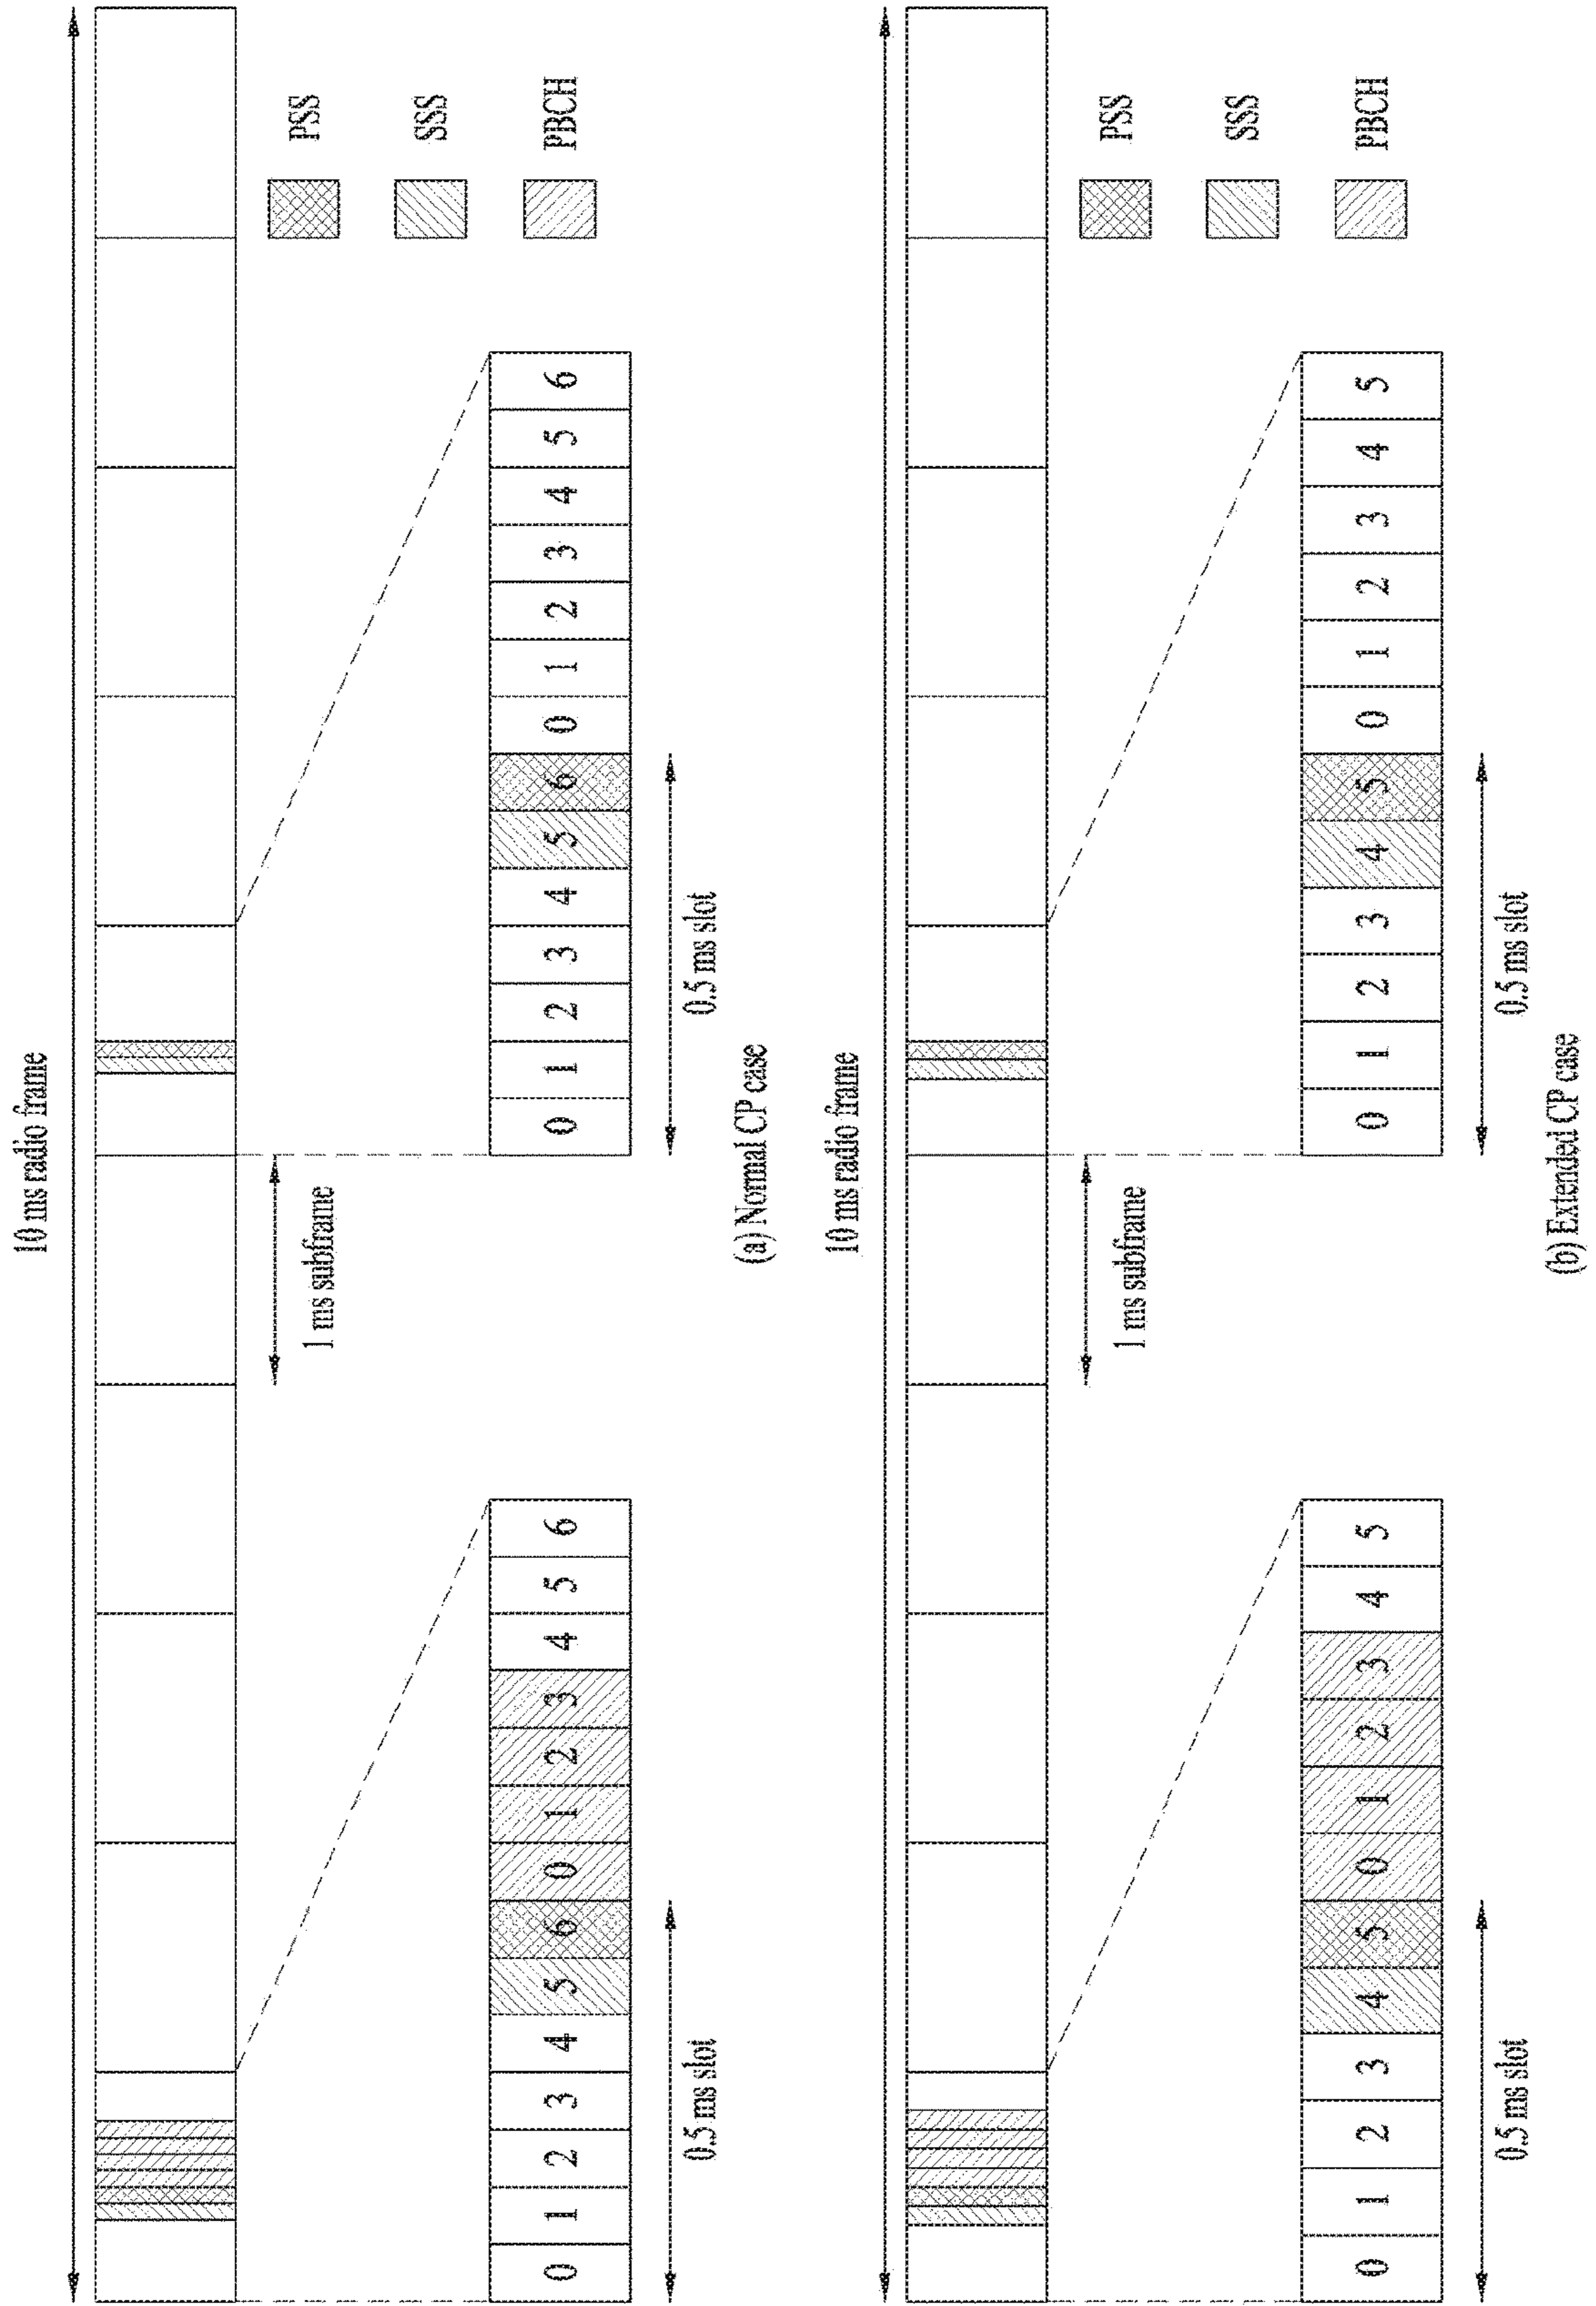 10 ms radio frame
1 ms subframe
PSS
SSS
PBCH
0 1 2 3 4 5 6 0 1 2 3 4 5 6
0 1 2 3 4 5 6 0 1 2 3 4 5 6
0.5 ms slot
0.5 ms slot
(a) Normal CP case
10 ms radio frame
1 ms subframe
PSS
SSS
PBCH
0 1 2 3 4 5 0 1 2 3 4 5
0 1 2 3 4 5 0 1 2 3 4 5
0.5 ms slot
0.5 ms slot
(b) Extended CP case